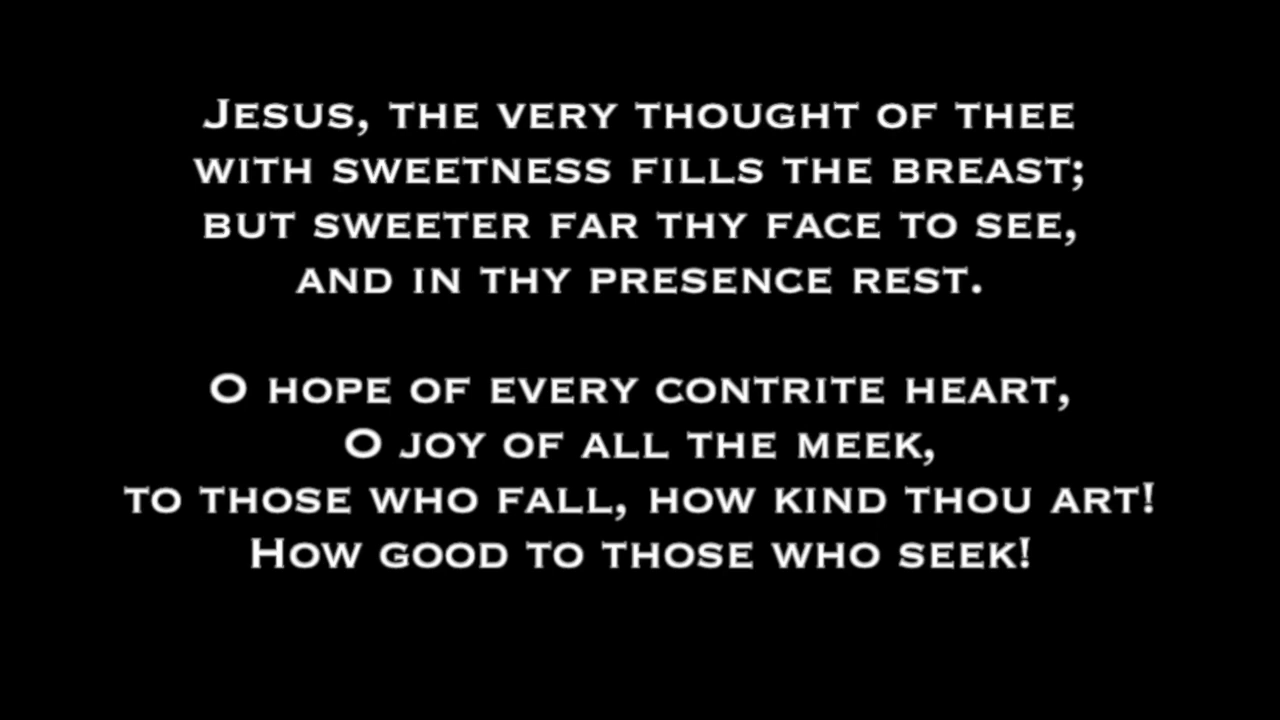 Jesus, the very thought of thee
with sweetness fills the breast;
but sweeter far thy face to see,
and in thy presence rest.
O hope of every contrite heart,
O joy of all the meek,
to those who fall, how kind thou art!
How good to those who seek!